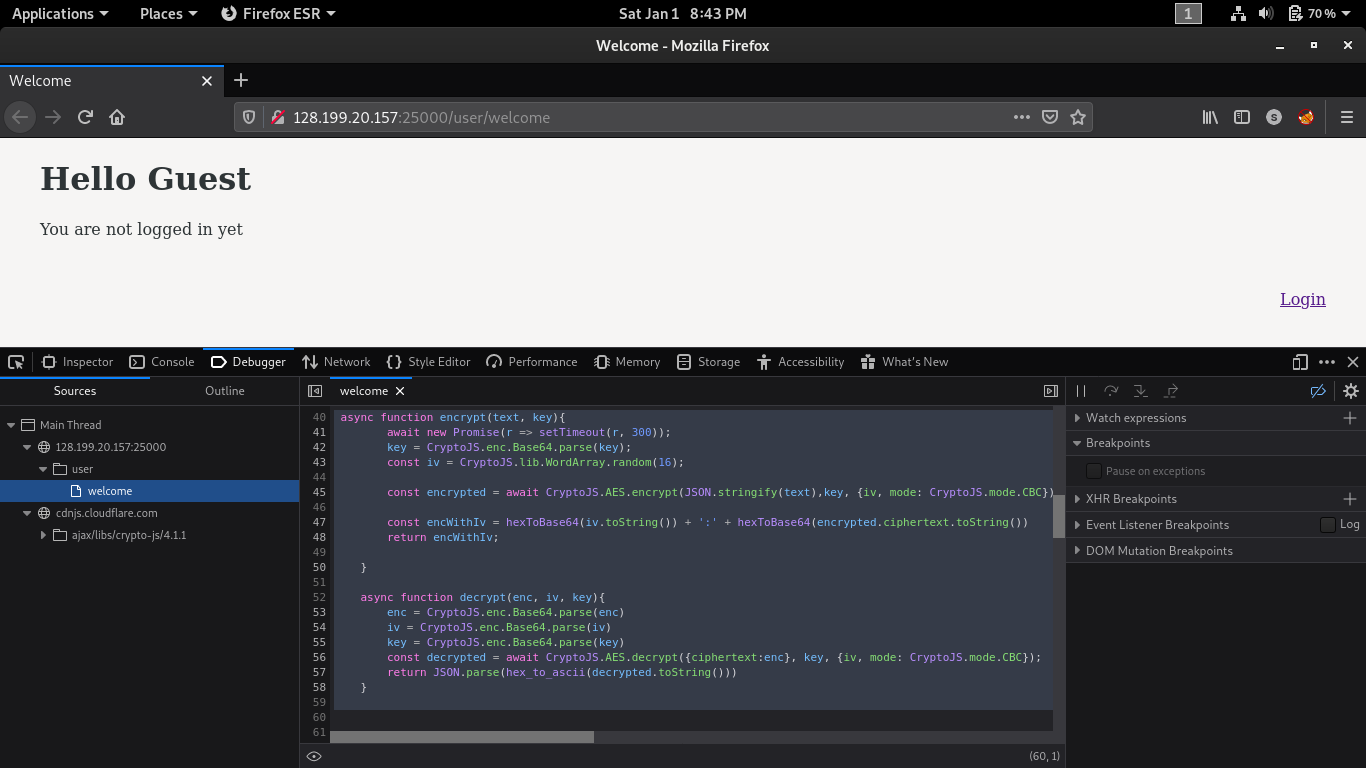 Applications Places Firefox ESR Sat Jan 1 8:43 PM 1 70 %
Welcome - Mozilla Firefox
Welcome
128.199.20.157:25000/user/welcome S
Hello Guest
You are not logged in yet
Login
Inspector Console Debugger Network Style Editor Performance Memory Storage Accessibility What's New
Sources Outline
Main Thread
128.199.20.157:25000
user
welcome
cdnjs.cloudflare.com
ajax/libs/crypto-js/4.1.1
welcome
40 async function encrypt(text, key){
41 await new Promise(r => setTimeout(r, 300));
42 key = CryptoJS.enc.Base64.parse(key);
43 const iv = CryptoJS.lib.WordArray.random(16);
44
45 const encrypted = await CryptoJS.AES.encrypt(JSON.stringify(text),key, {iv, mode: CryptoJS.mode.CBC})
46
47 const encWithIv = hexToBase64(iv.toString()) + ':' + hexToBase64(encrypted.ciphertext.toString())
48 return encWithIv;
49
50 }
51
52 async function decrypt(enc, iv, key){
53 enc = CryptoJS.enc.Base64.parse(enc)
54 iv = CryptoJS.enc.Base64.parse(iv)
55 key = CryptoJS.enc.Base64.parse(key)
56 const decrypted = await CryptoJS.AES.decrypt({ciphertext:enc}, key, {iv, mode: CryptoJS.mode.CBC});
57 return JSON.parse(hex_to_ascii(decrypted.toString()))
58 }
59
60
61
(60, 1)
Watch expressions
Breakpoints
Pause on exceptions
XHR Breakpoints
Event Listener Breakpoints Log
DOM Mutation Breakpoints